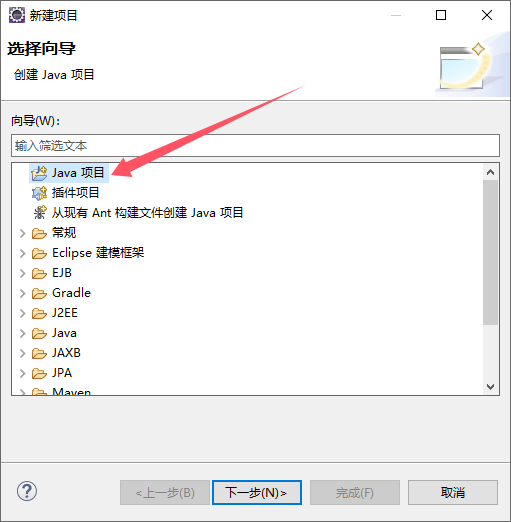 新建项目
选择向导
创建 Java 项目
向导(W):
输入筛选文本
Java 项目
插件项目
从现有 Ant 构建文件创建 Java 项目
常规
Eclipse 建模框架
EJB
Gradle
J2EE
Java
JAXB
JPA
Maven
?
<上一步(B) 下一步(N)> 完成(F) 取消